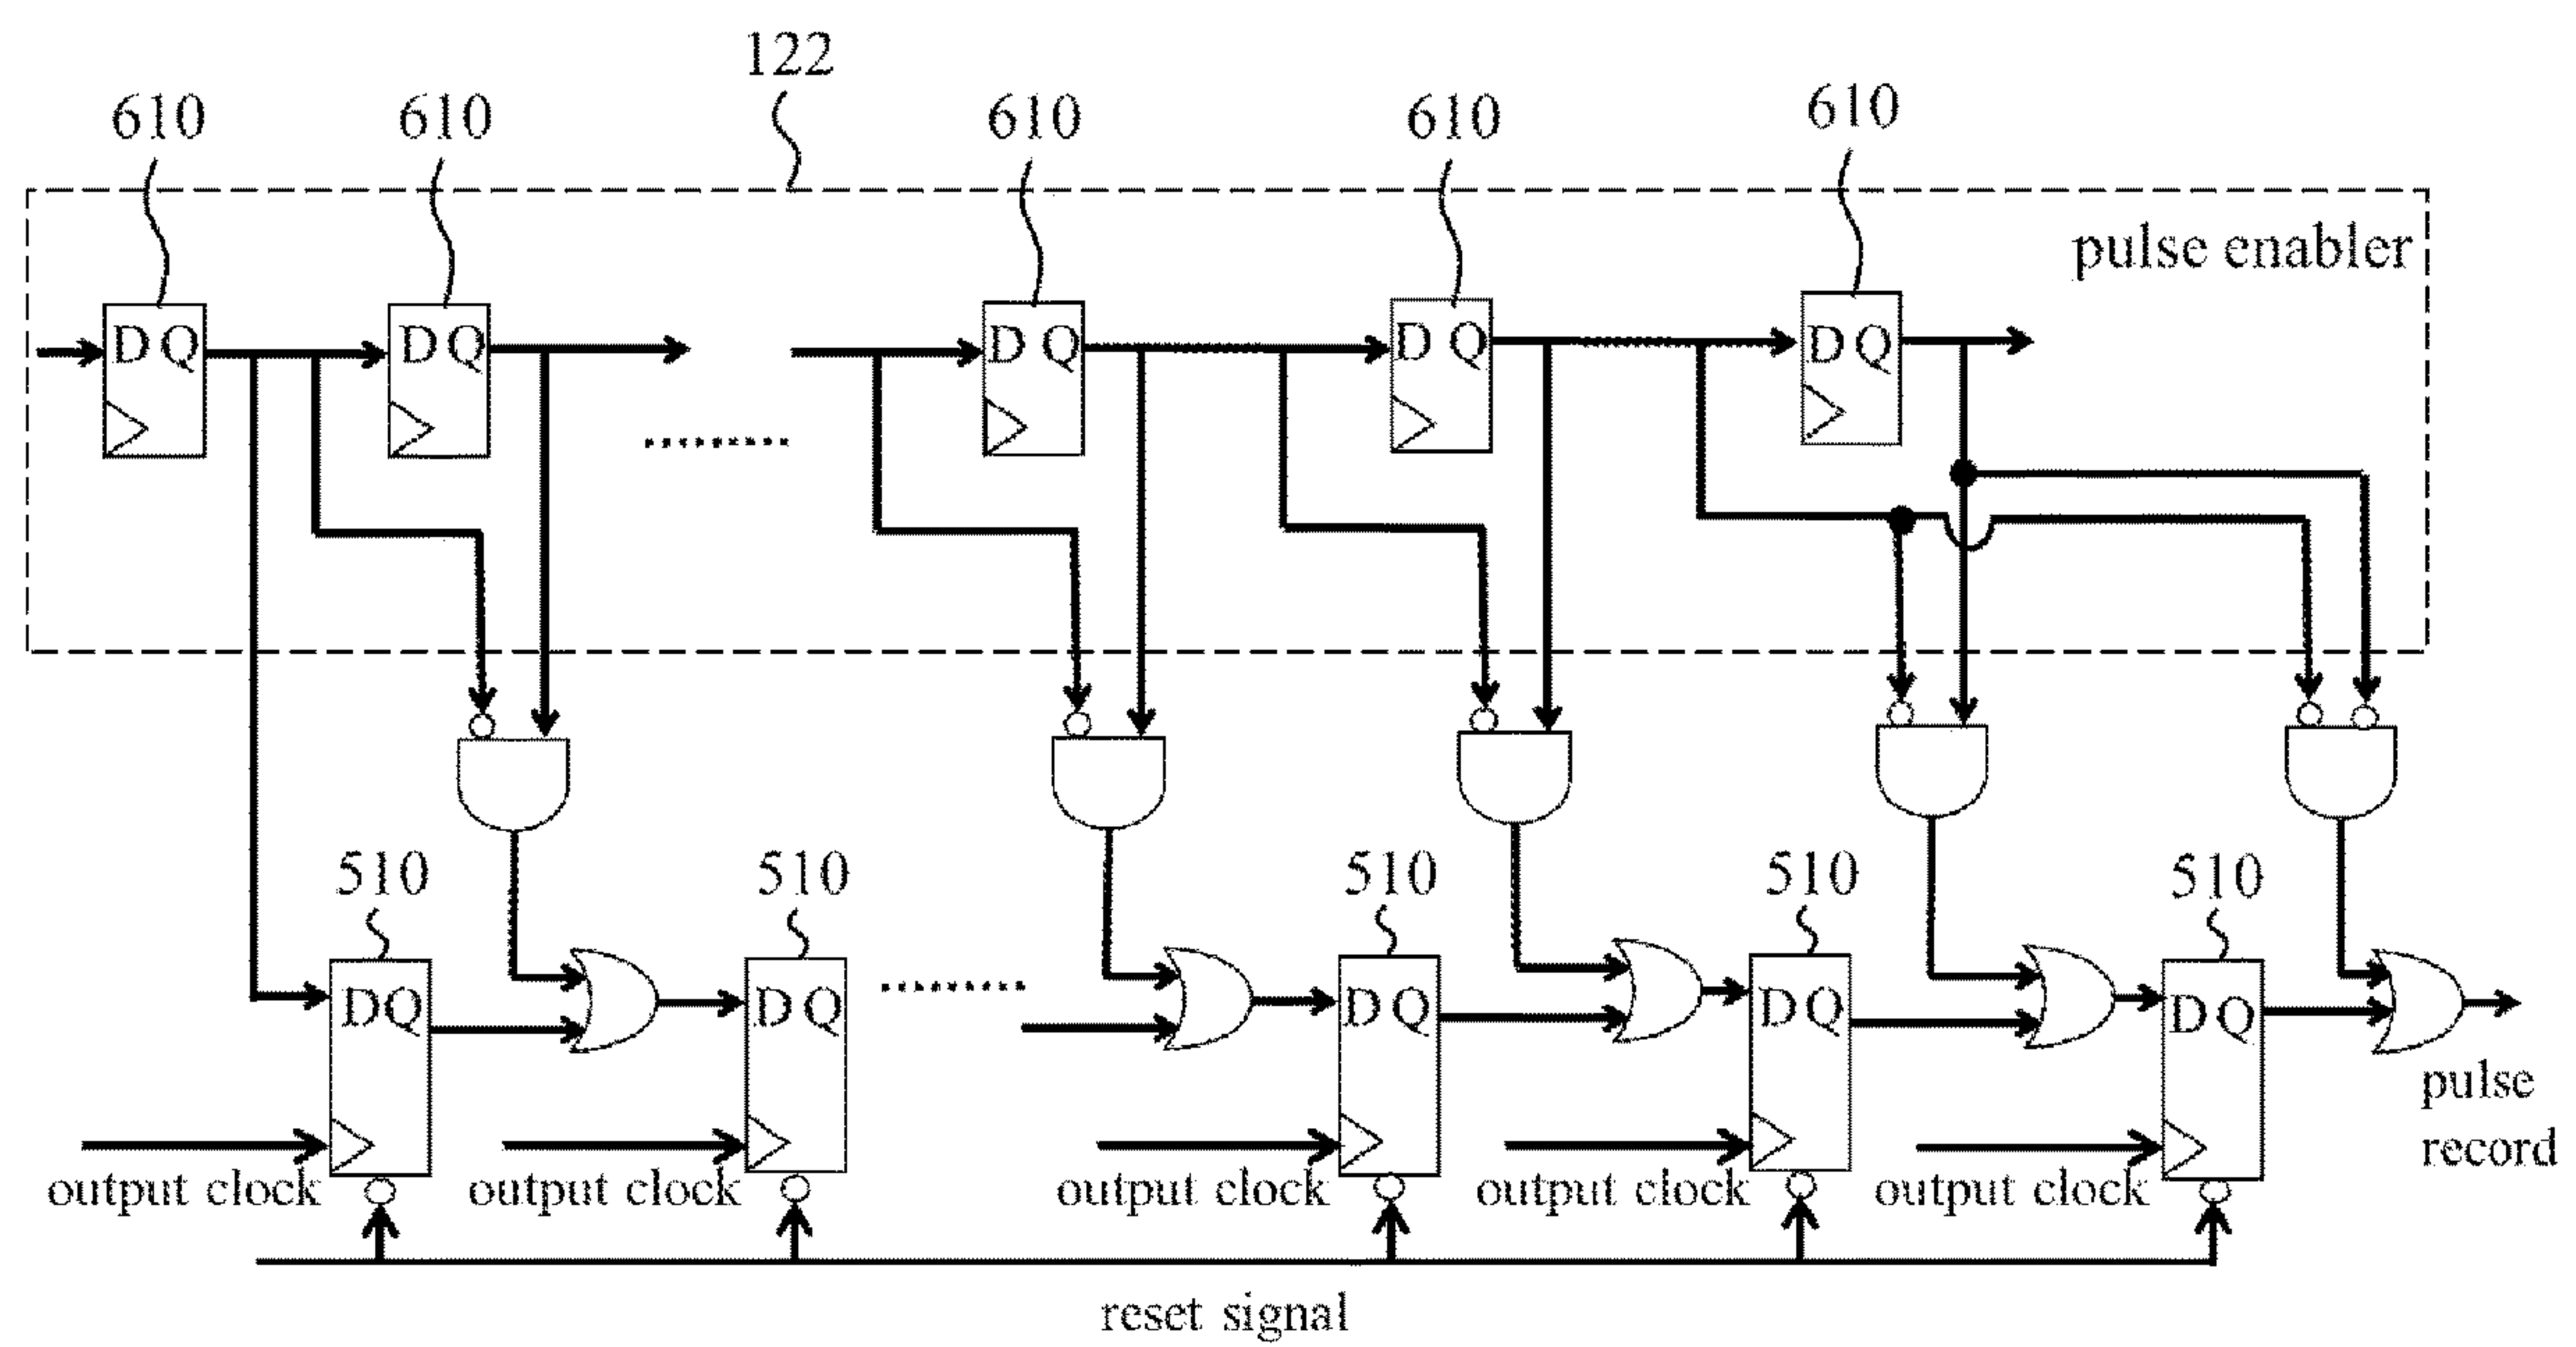 122
610 610 610 610 610
pulse enabler
D Q D Q D Q D Q D Q
510 510 510 510 510
D Q D Q D Q D Q D Q
pulse
record
output clock output clock output clock output clock output clock
reset signal